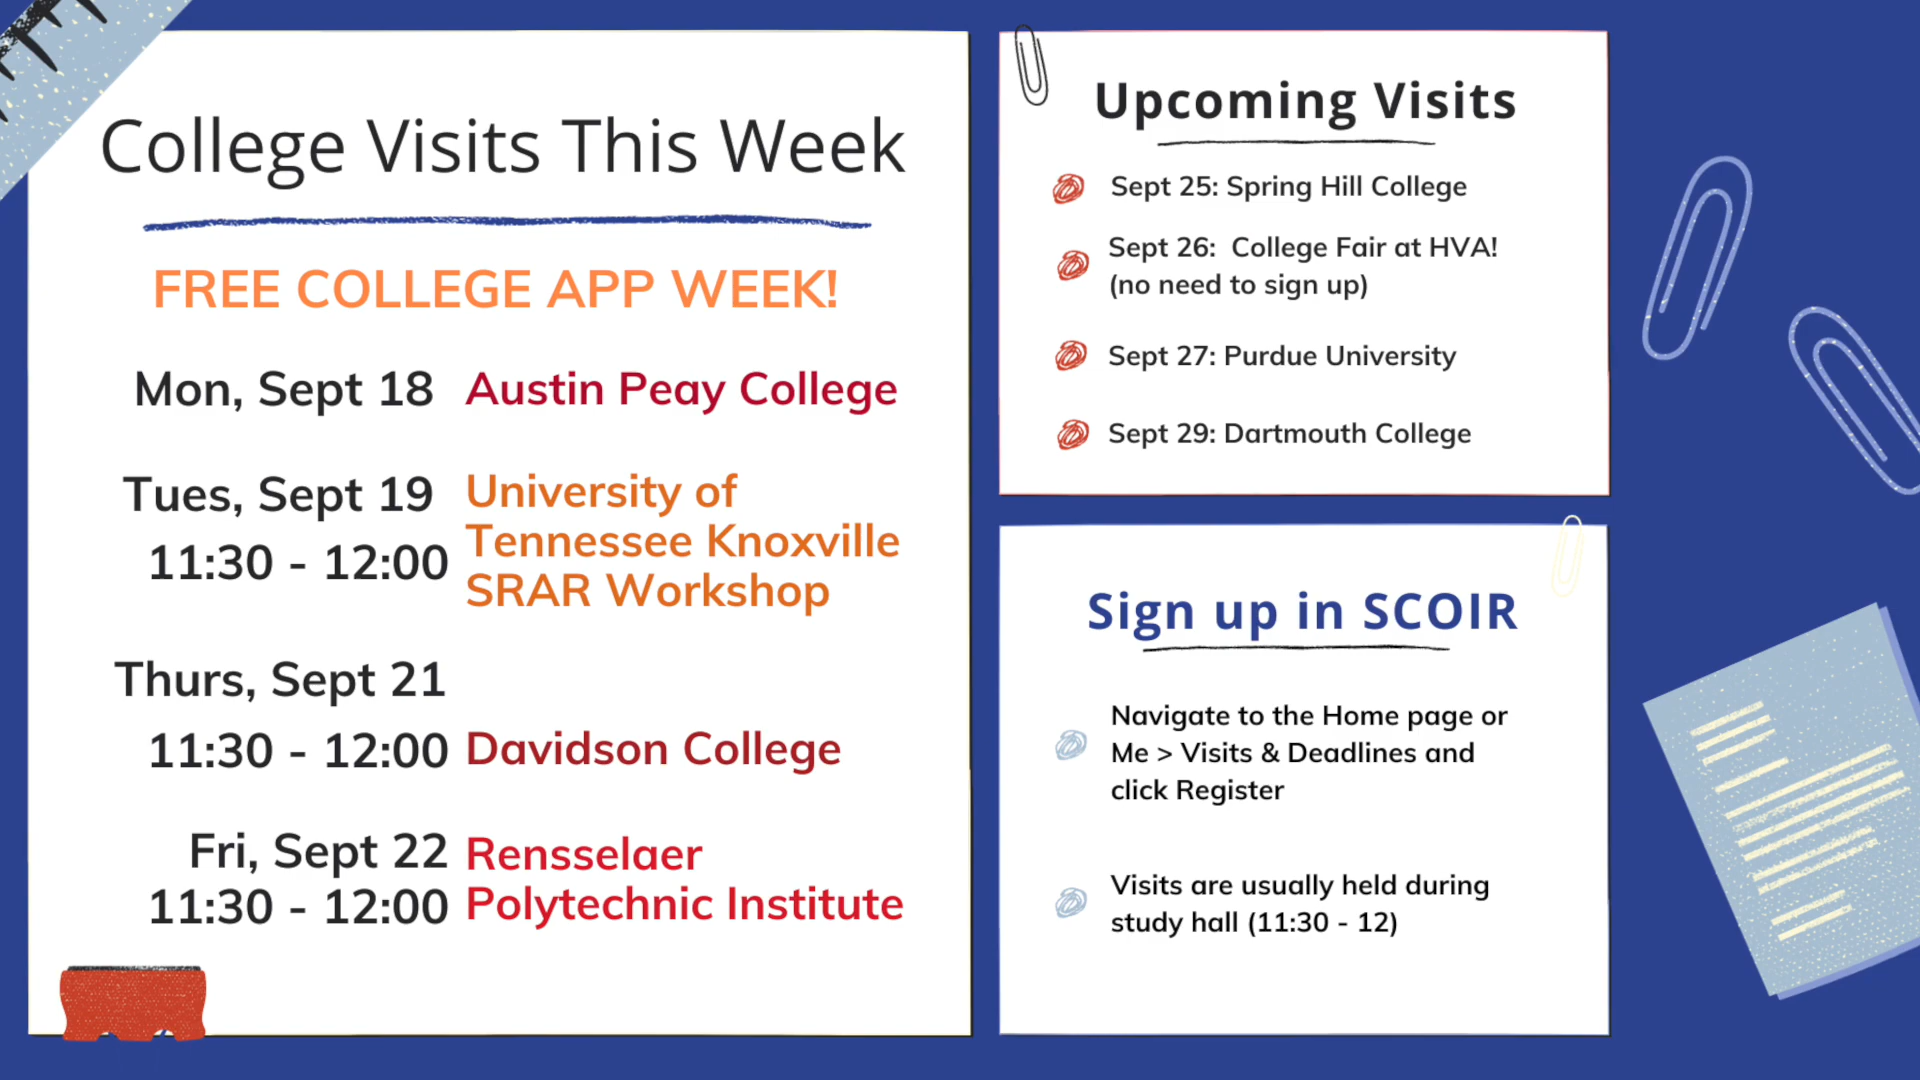 College Visits This Week
FREE COLLEGE APP WEEK!
Mon, Sept 18 Austin Peay College
Tues, Sept 19
11:30 - 12:00
University of
Tennessee Knoxville
SRAR Workshop
Thurs, Sept 21
11:30 - 12:00 Davidson College
Fri, Sept 22
11:30 - 12:00
Rensselaer
Polytechnic Institute
Upcoming Visits
Sept 25: Spring Hill College
Sept 26:  College Fair at HVA!
(no need to sign up)
Sept 27: Purdue University
Sept 29: Dartmouth College
Sign up in SCOIR
Navigate to the Home page or
Me > Visits & Deadlines and
click Register
Visits are usually held during
study hall (11:30 - 12)